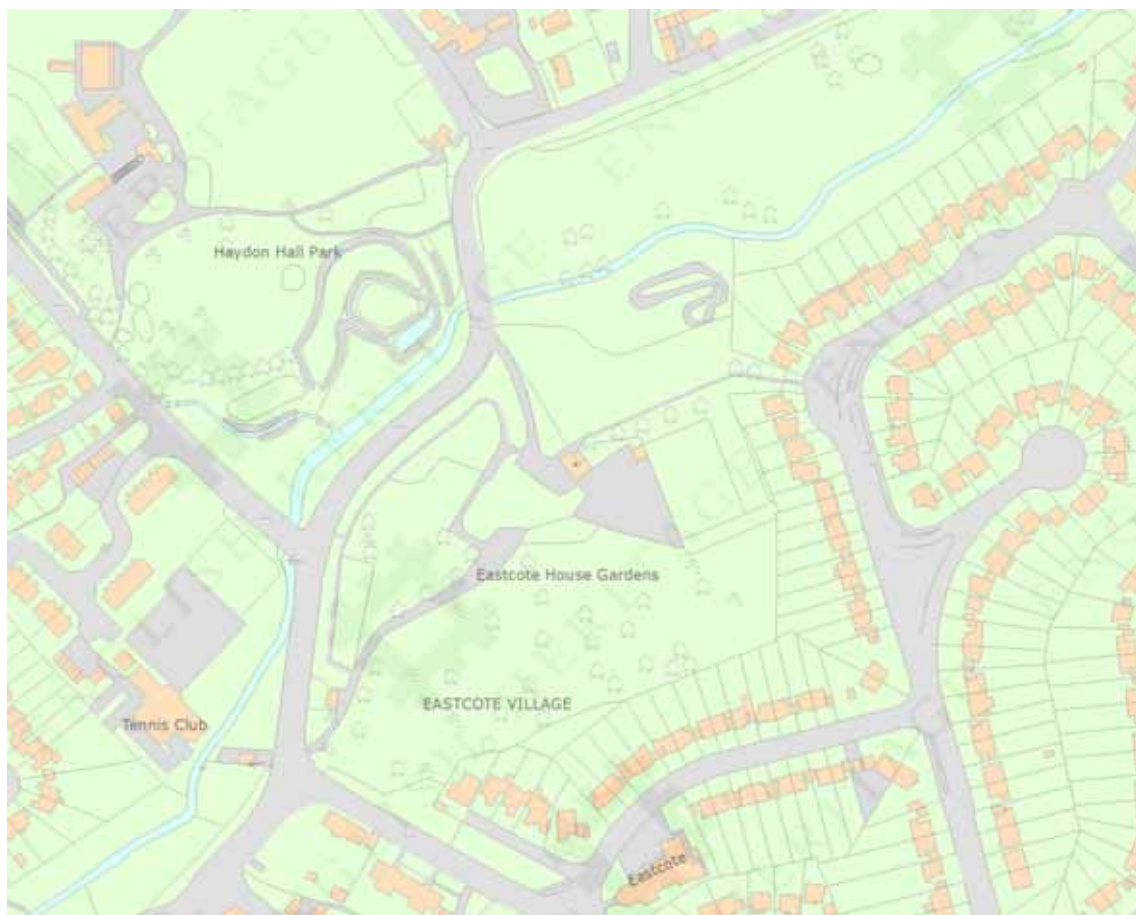 Haydon Hall Park
Eastcote House Gardens
EASTCOTE VILLAGE
Tennis Club
Eastcote